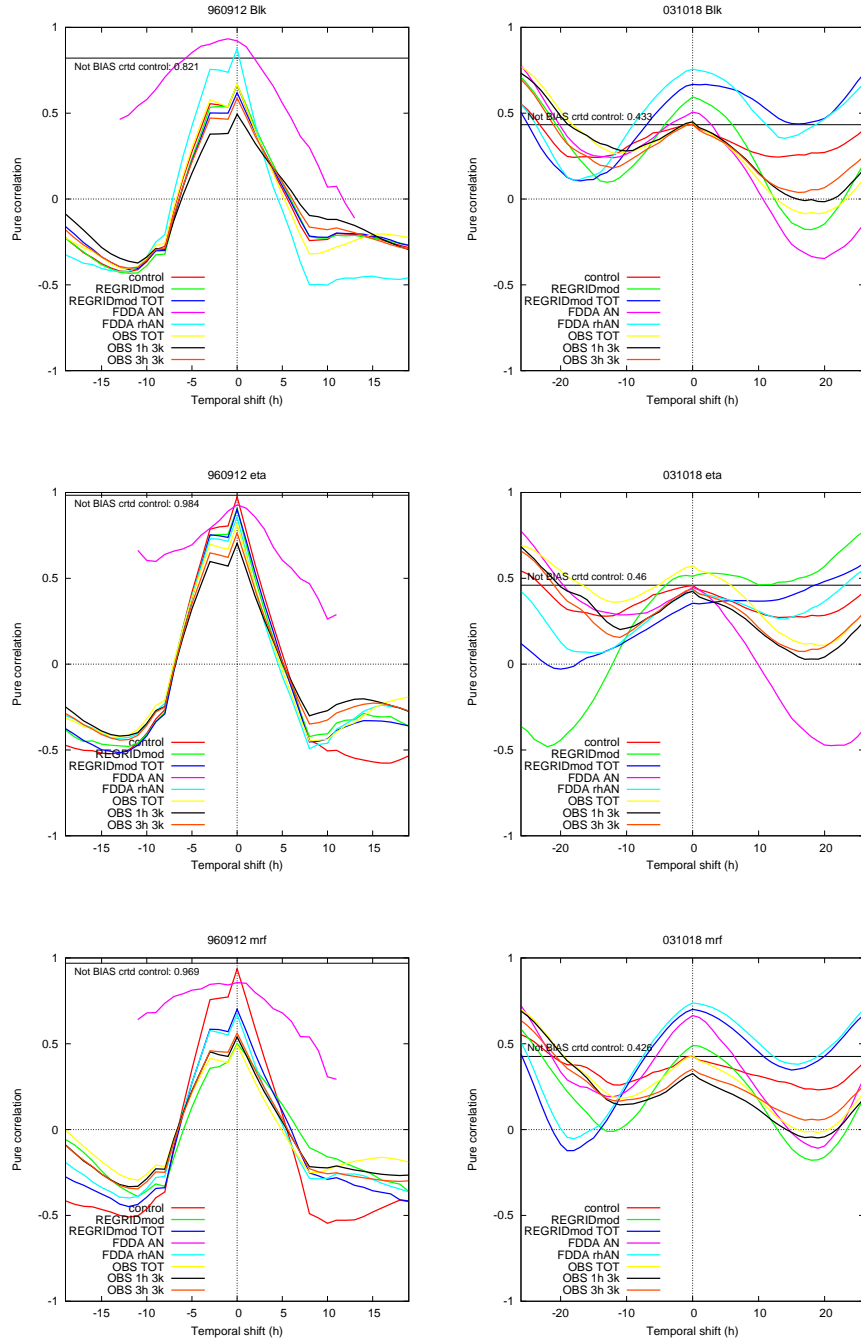 960912 Blk
1
0.5
0
-0.5
-1
Pure correlation
Not BIAS crtd control: 0.821
control
REGRIDmod
REGRIDmod TOT
FDDA AN
FDDA rhAN
OBS TOT
OBS 1h 3k
OBS 3h 3k
-15 -10 -5 0 5 10 15
Temporal shift (h)
031018 Blk
1
0.5
0
-0.5
-1
Pure correlation
Not BIAS crtd control: 0.433
control
REGRIDmod
REGRIDmod TOT
FDDA AN
FDDA rhAN
OBS TOT
OBS 1h 3k
OBS 3h 3k
-20 -10 0 10 20
Temporal shift (h)
960912 eta
1
0.5
0
-0.5
-1
Pure correlation
Not BIAS crtd control: 0.984
control
REGRIDmod
REGRIDmod TOT
FDDA AN
FDDA rhAN
OBS TOT
OBS 1h 3k
OBS 3h 3k
-15 -10 -5 0 5 10 15
Temporal shift (h)
031018 eta
1
0.5
0
-0.5
-1
Pure correlation
Not BIAS crtd control: 0.46
control
REGRIDmod
REGRIDmod TOT
FDDA AN
FDDA rhAN
OBS TOT
OBS 1h 3k
OBS 3h 3k
-20 -10 0 10 20
Temporal shift (h)
960912 mrf
1
0.5
0
-0.5
-1
Pure correlation
Not BIAS crtd control: 0.969
control
REGRIDmod
REGRIDmod TOT
FDDA AN
FDDA rhAN
OBS TOT
OBS 1h 3k
OBS 3h 3k
-15 -10 -5 0 5 10 15
Temporal shift (h)
031018 mrf
1
0.5
0
-0.5
-1
Pure correlation
Not BIAS crtd control: 0.426
control
REGRIDmod
REGRIDmod TOT
FDDA AN
FDDA rhAN
OBS TOT
OBS 1h 3k
OBS 3h 3k
-20 -10 0 10 20
Temporal shift (h)